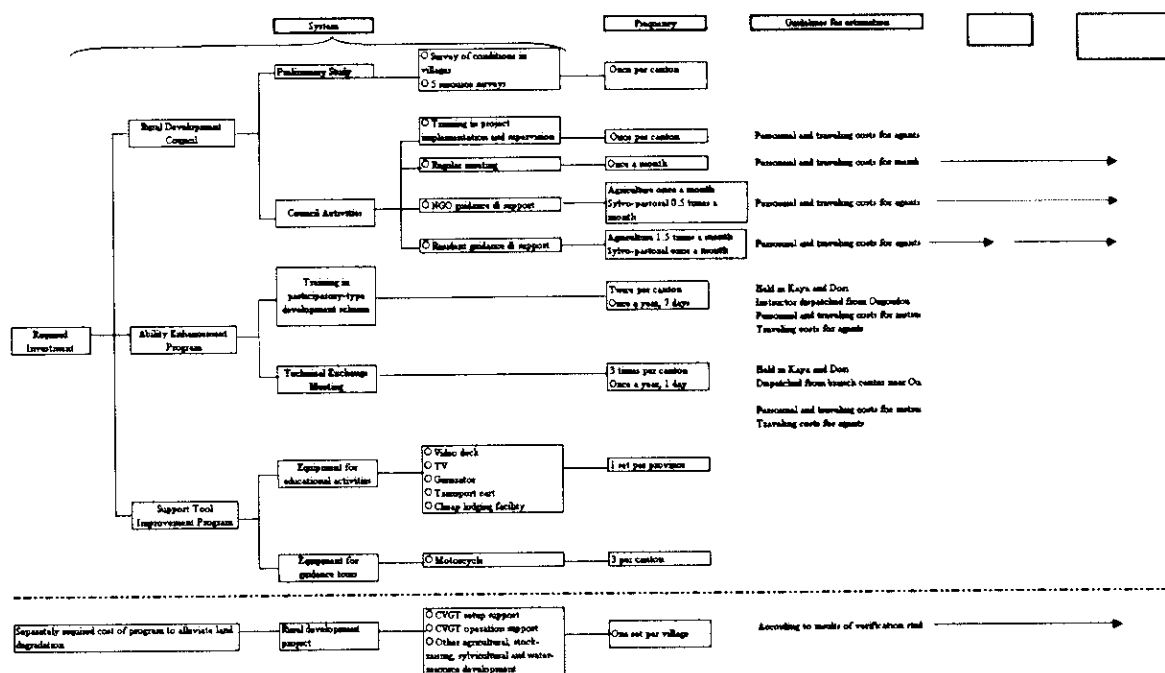 System
Frequency
Guidelines for estimation
Preliminary Study
○ Survey of conditions in
villages
○ 5 resource surveys
Once per canton
Rural Development
Council
○ Training in project
implementation and supervision
Once per canton
Personnel and traveling costs for agents
○ Regular meeting
Once a month
Personnel and traveling costs for
Council Activities
○ NGO guidance & support
Agriculture once a month
Sylvo-pastoral 0.5 times a
month
Personnel and traveling costs for agents
○ Resident guidance & support
Agriculture 1.5 times a month
Sylvo-pastoral once a month
Personnel and traveling costs for agents
Required
Investment
Ability Enhancement
Program
Training in
participatory-type
development scheme
Twice per canton
Once a year, 7 days
Held in Kaya and Dori
Instructor dispatched from
Personnel and traveling costs for
Traveling costs for agents
Technical Exchange
Meeting
3 times per canton
Once a year, 1 day
Held in Kaya and Dori
Dispatched from branch center near Ou
Personnel and traveling costs for
Traveling costs for agents
Support Tool
Improvement Program
Equipment for
educational activities
○ Video deck
○ TV
○ Generator
○ Transport cart
○ Cheap lodging facility
1 set per province
Equipment for
guidance tours
○ Motorcycle
3 per canton
Separately required cost of program to alleviate land
degradation
Rural development
project
○ CVGT setup support
○ CVGT operation support
○ Other agricultural, stock-
raising, sylvicultural and water-
resource development
One set per village
According to results of verification stud